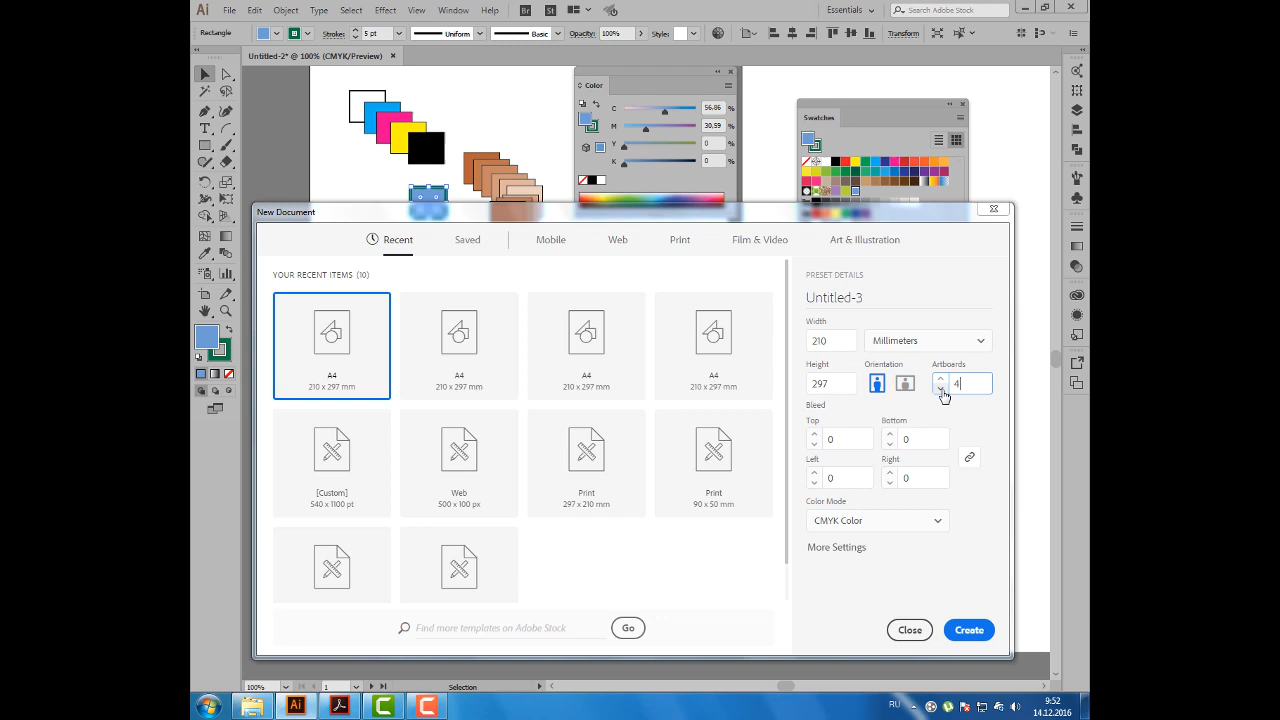 Ai File Edit Object Type Select Effect View Window Help Br St Essentials Search Adobe Stock
Rectangle Strokes 5 pt Uniform Basic Opacity: 100% Style: Transform
Untitled-2* @ 100% (CMYK/Preview)
Color
C 56,86 %
M 30,59 %
Y 0 %
K 0 %
Swatches
New Document
Recent Saved Mobile Web Print Film & Video Art & Illustration
YOUR RECENT ITEMS (10)
A4 A4 A4 A4
210 x 297 mm 210 x 297 mm 210 x 297 mm 210 x 297 mm
[Custom] Web Print Print
540 x 1100 pt 500 x 100 px 297 x 210 mm 90 x 50 mm
Find more templates on Adobe Stock Go
PRESET DETAILS
Untitled-3
Width
210 Millimeters
Height Orientation Artboards
297 4
Bleed
Top Bottom
0 0
Left Right
0 0
Color Mode
CMYK Color
More Settings
Close Create
100% 1 Selection
Ai RU 9:52
14.12.2016